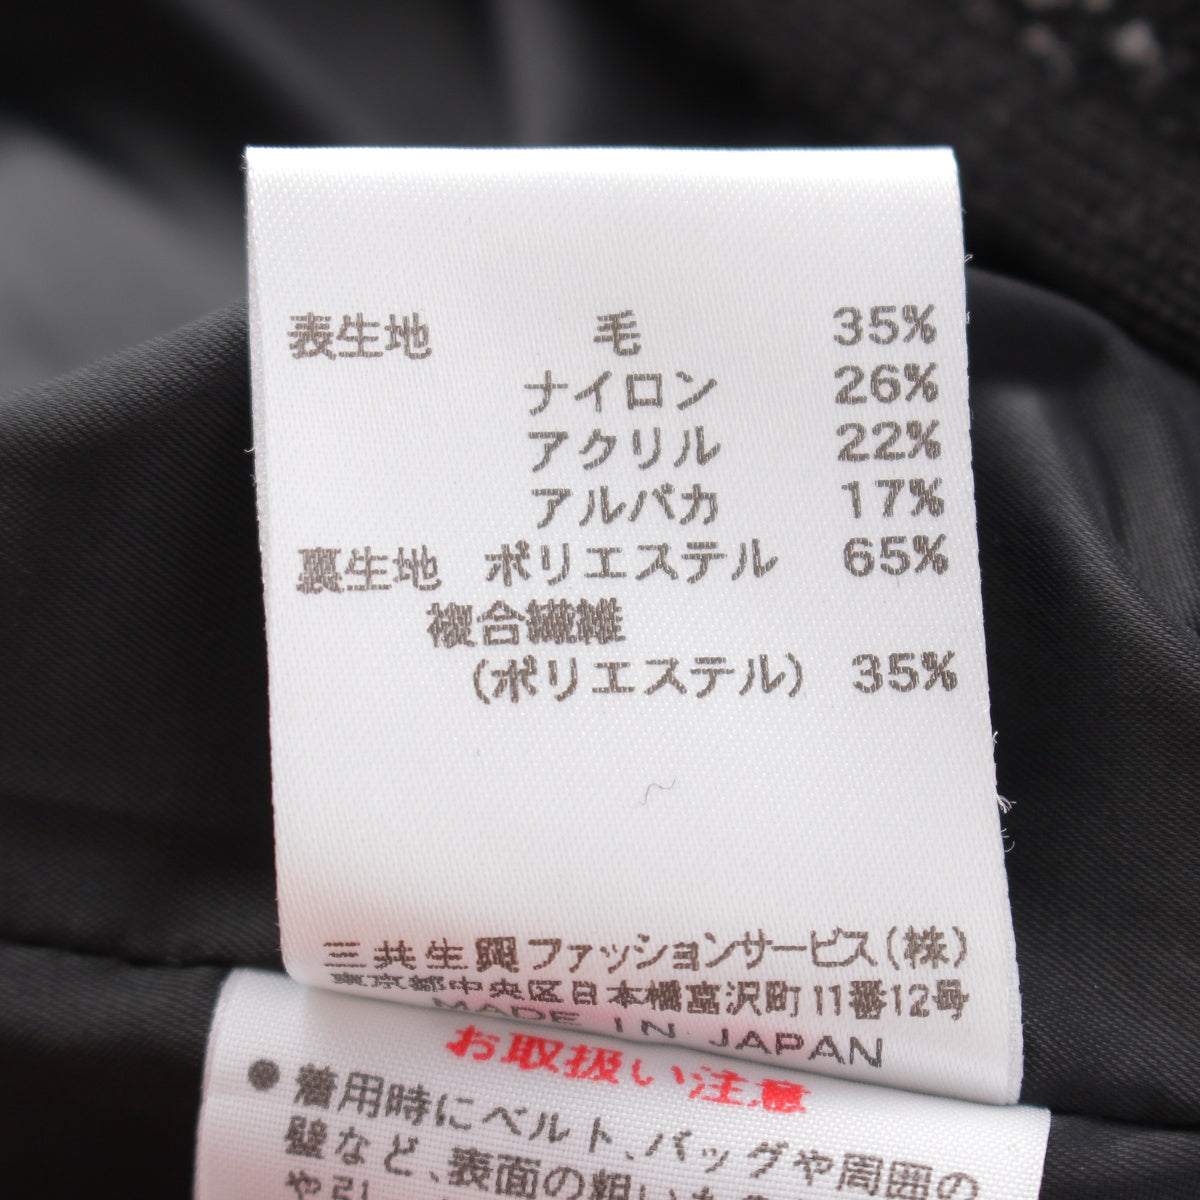 表生地 毛 35%
ナイロン 26%
アクリル 22%
アルパカ 17%
裏生地 ポリエステル 65%
複合繊維
(ポリエステル) 35%
三共生興ファッションサービス(株)
東京都中央区日本橋富沢町11番12号
MADE IN JAPAN
お取扱い注意
●着用時にベルト、バッグや周囲の
壁など、表面の粗いもの
や引